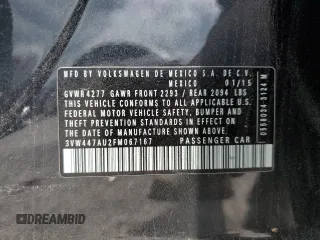 MFD. BY VOLKSWAGEN DE MEXICO S.A. DE C.V.
MEXICO 01/15
GVWR4277 GAWR FRONT 2293 / REAR 2094 LBS
THIS VEHICLE CONFORMS TO ALL APPLICABLE U.S.
FEDERAL MOTOR VEHICLE SAFETY, BUMPER, AND
THEFT PREVENTION STANDARDS IN EFFECT ON THE
DATE OF MANUFACTURE SHOWN ABOVE.
3VW447AU2FM067167 PASSENGER CAR
DREAMBID